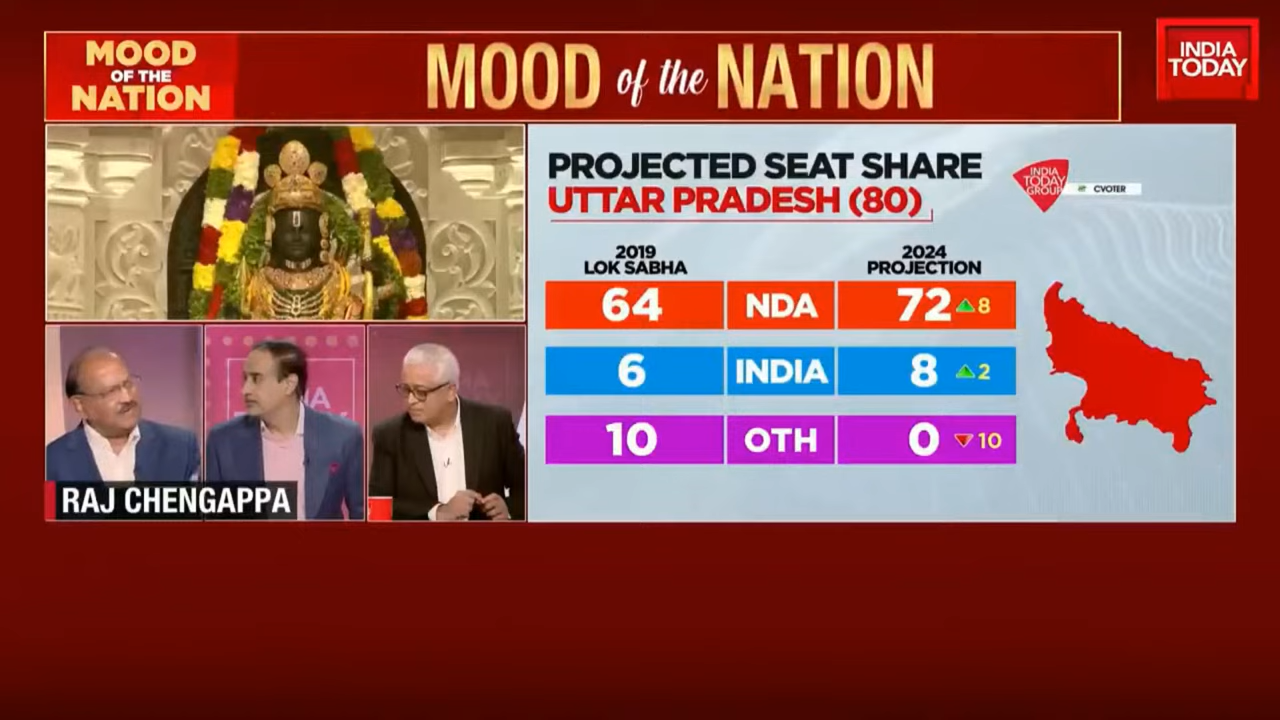 MOOD
OF THE
NATION
MOOD of the NATION
INDIA
TODAY
PROJECTED SEAT SHARE
UTTAR PRADESH (80)
INDIA
TODAY
GROUP
CVOTER
2019
LOK SABHA
2024
PROJECTION
64 NDA 72 8
6 INDIA 8 2
10 OTH 0 10
RAJ CHENGAPPA